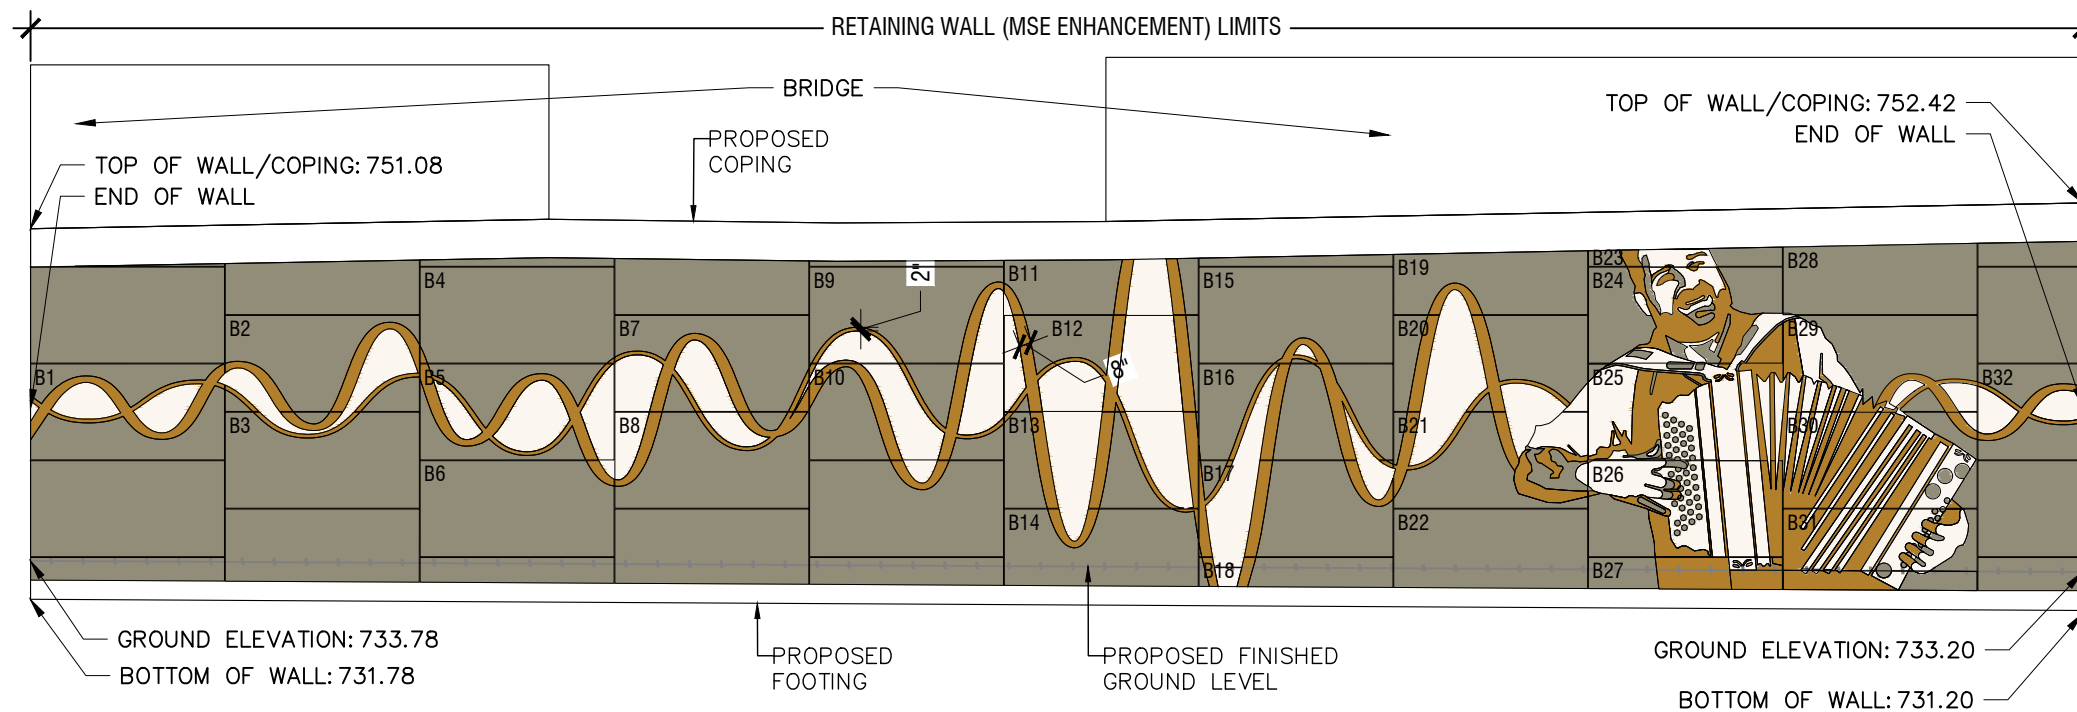 RETAINING WALL (MSE ENHANCEMENT) LIMITS
BRIDGE
TOP OF WALL/COPING: 752.42
END OF WALL
PROPOSED
COPING
TOP OF WALL/COPING: 751.08
END OF WALL
B1
B2
B3
B4
B5
B6
B7
B8
B9
B10
2"
B11
B12
8"
B13
B14
B15
B16
B17
B18
B19
B20
B21
B22
B23
B24
B25
B26
B27
B28
B29
B30
B31
B32
GROUND ELEVATION: 733.78
BOTTOM OF WALL: 731.78
PROPOSED
FOOTING
PROPOSED FINISHED
GROUND LEVEL
GROUND ELEVATION: 733.20
BOTTOM OF WALL: 731.20